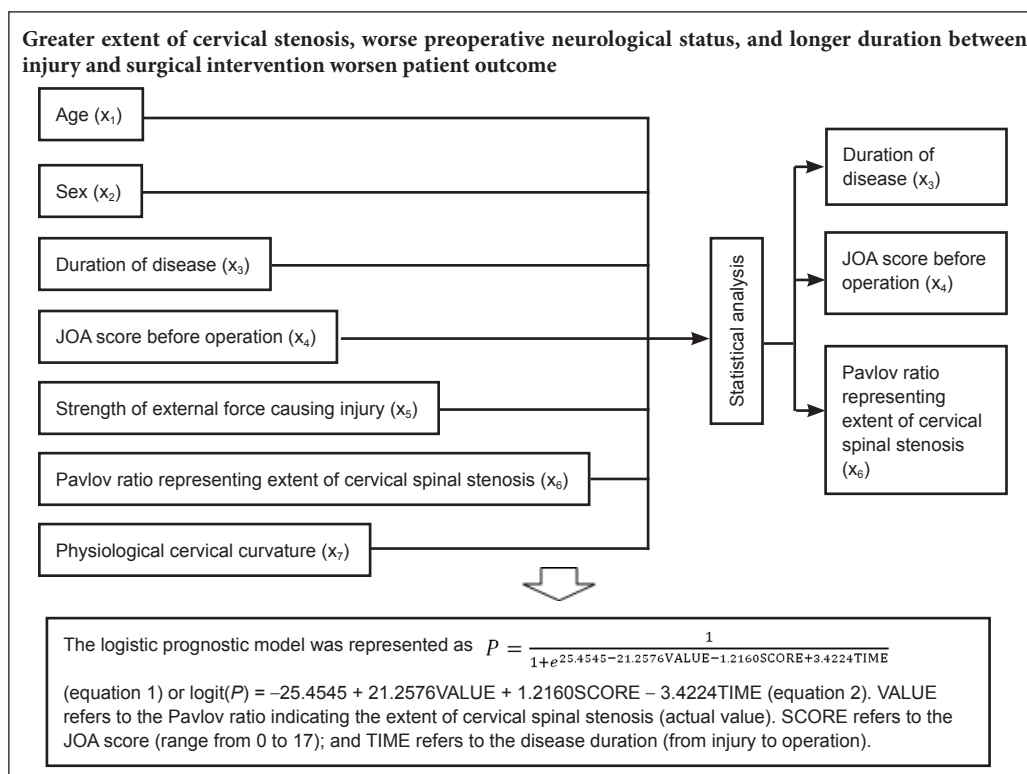 Greater extent of cervical stenosis, worse preoperative neurological status, and longer duration between
injury and surgical intervention worsen patient outcome
Age (x₁)
Sex (x₂)
Duration of disease (x₃)
JOA score before operation (x₄)
Strength of external force causing injury (x₅)
Pavlov ratio representing extent of cervical spinal stenosis (x₆)
Physiological cervical curvature (x₇)
Statistical analysis
Duration of
disease (x₃)
JOA score before
operation (x₄)
Pavlov ratio
representing
extent of cervical
spinal stenosis
(x₆)
The logistic prognostic model was represented as P = 1 / (1+e^(25.4545−21.2576VALUE−1.2160SCORE+3.4224TIME))
(equation 1) or logit(P) = –25.4545 + 21.2576VALUE + 1.2160SCORE – 3.4224TIME (equation 2). VALUE
refers to the Pavlov ratio indicating the extent of cervical spinal stenosis (actual value). SCORE refers to the
JOA score (range from 0 to 17); and TIME refers to the disease duration (from injury to operation).